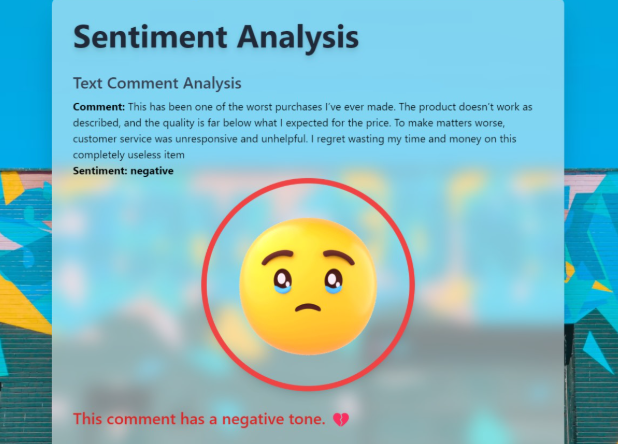 Sentiment Analysis
Text Comment Analysis
Comment: This has been one of the worst purchases I've ever made. The product doesn't work as
described, and the quality is far below what I expected for the price. To make matters worse,
customer service was unresponsive and unhelpful. I regret wasting my time and money on this
completely useless item
Sentiment: negative
This comment has a negative tone. 💔